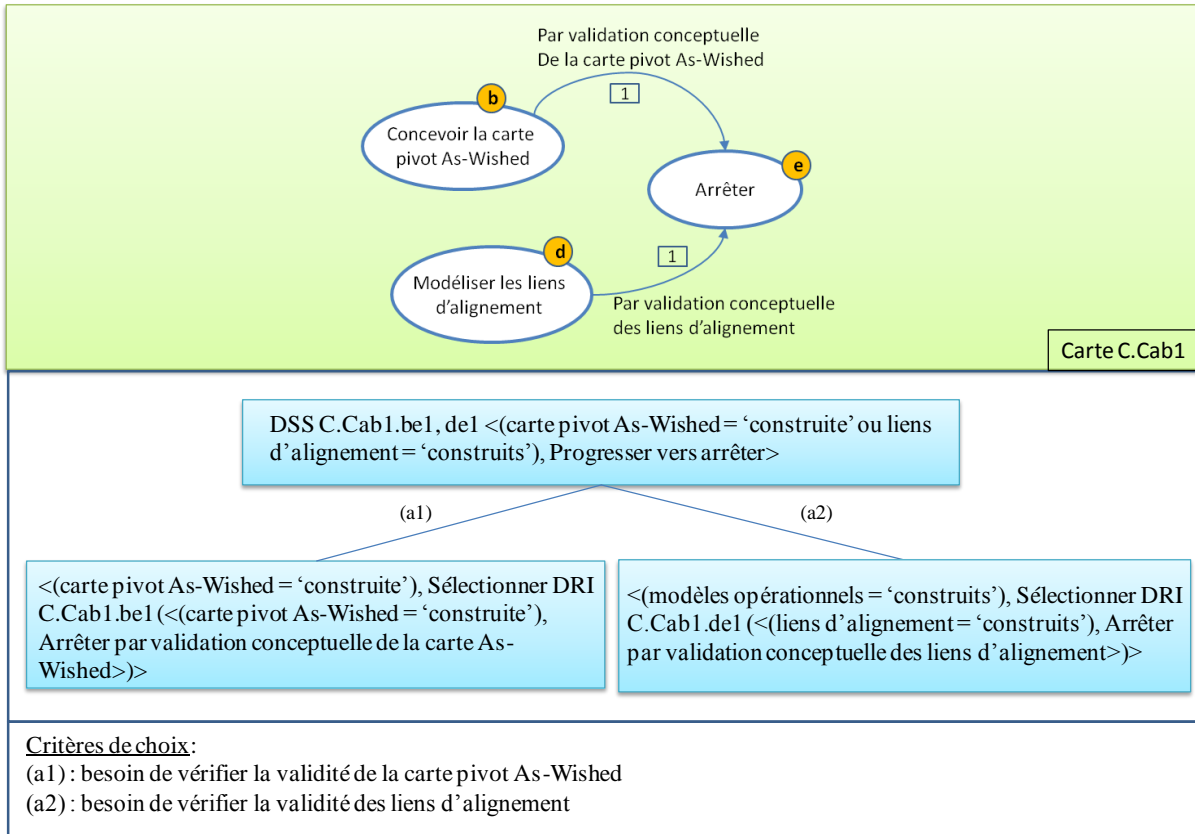 Par validation conceptuelle
De la carte pivot As-Wished
1
b
Concevoir la carte
pivot As-Wished
e
Arrêter
d
1
Modéliser les liens
d’alignement
Par validation conceptuelle
des liens d’alignement
Carte C.Cab1
DSS C.Cab1.be1, de1 <(carte pivot As-Wished = ‘construite’ ou liens
d’alignement = ‘construits’), Progresser vers arrêter>
(a1)
(a2)
<(carte pivot As-Wished = ‘construite’), Sélectionner DRI
C.Cab1.be1 (<(carte pivot As-Wished = ‘construite’),
Arrêter par validation conceptuelle de la carte As-
Wished>)>
<(modèles opérationnels = ‘construits’), Sélectionner DRI
C.Cab1.de1 (<(liens d’alignement = ‘construits’), Arrêter
par validation conceptuelle des liens d’alignement>)>
Critères de choix:
(a1) : besoin de vérifier la validité de la carte pivot As-Wished
(a2) : besoin de vérifier la validité des liens d’alignement